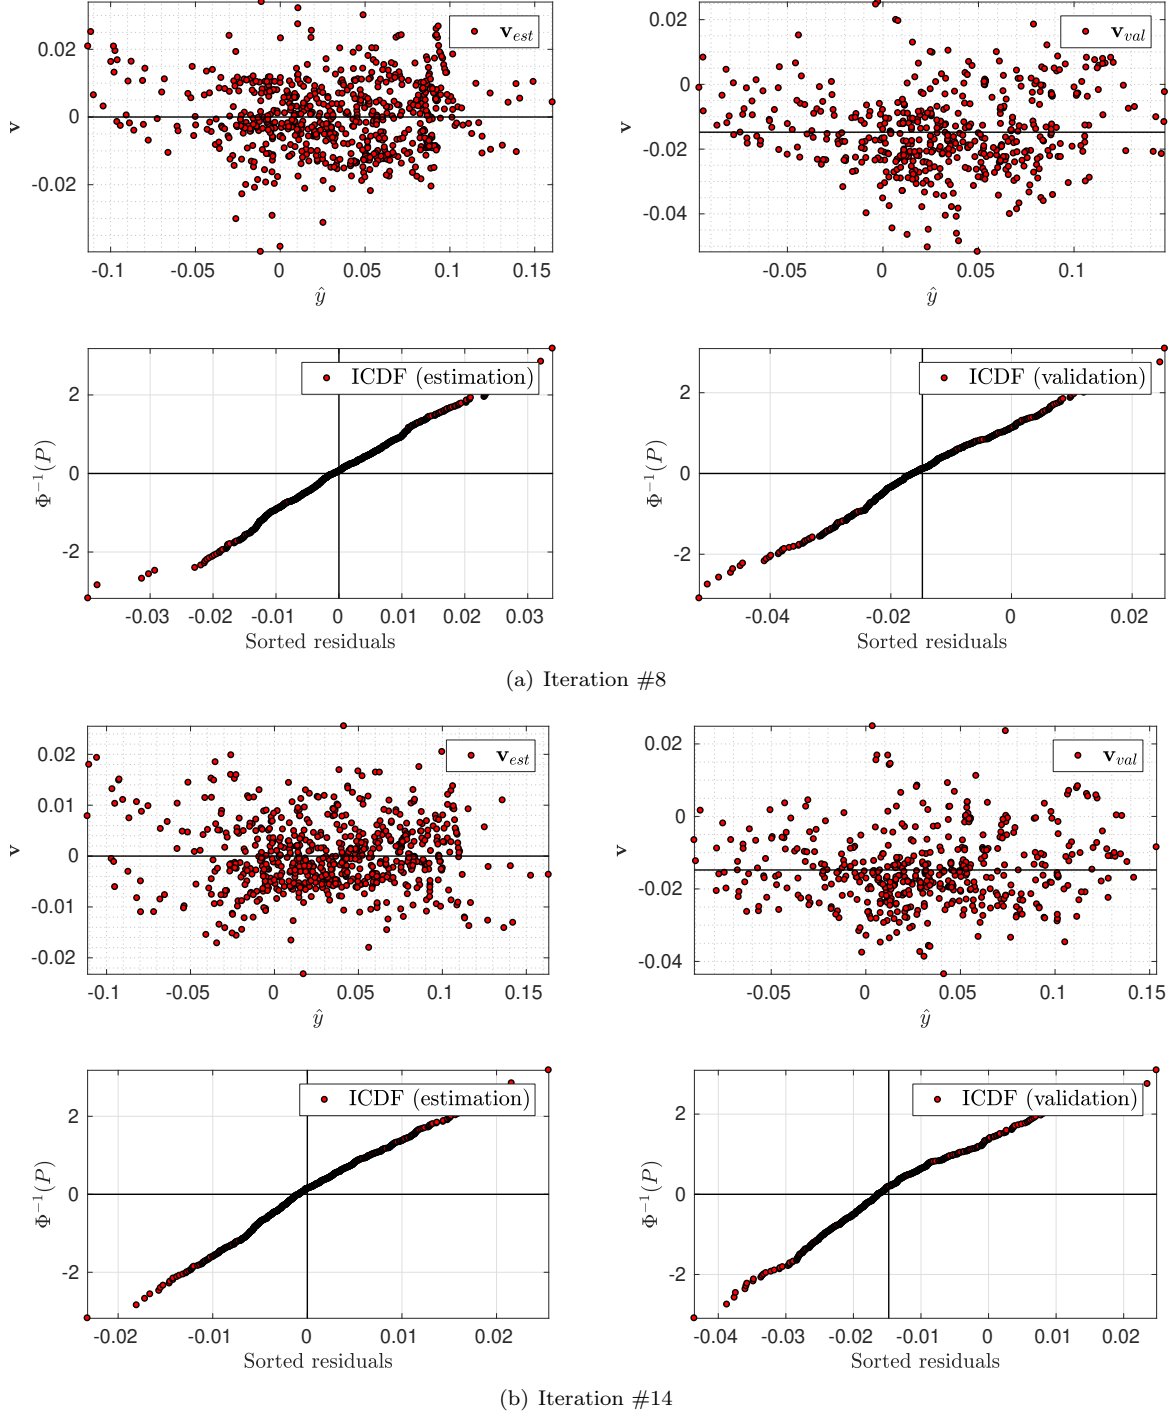 0.02
0
-0.02
v
v_est
-0.1 -0.05 0 0.05 0.1 0.15
ŷ
0.02
0
-0.02
-0.04
v
v_val
-0.05 0 0.05 0.1
ŷ
2
0
-2
Φ⁻¹(P)
ICDF (estimation)
-0.03 -0.02 -0.01 0 0.01 0.02 0.03
Sorted residuals
2
0
-2
Φ⁻¹(P)
ICDF (validation)
-0.04 -0.02 0 0.02
Sorted residuals
(a) Iteration #8
0.02
0.01
0
-0.01
-0.02
v
v_est
-0.1 -0.05 0 0.05 0.1 0.15
ŷ
0.02
0
-0.02
-0.04
v
v_val
-0.05 0 0.05 0.1 0.15
ŷ
2
0
-2
Φ⁻¹(P)
ICDF (estimation)
-0.02 -0.01 0 0.01 0.02
Sorted residuals
2
0
-2
Φ⁻¹(P)
ICDF (validation)
-0.04 -0.03 -0.02 -0.01 0 0.01 0.02
Sorted residuals
(b) Iteration #14